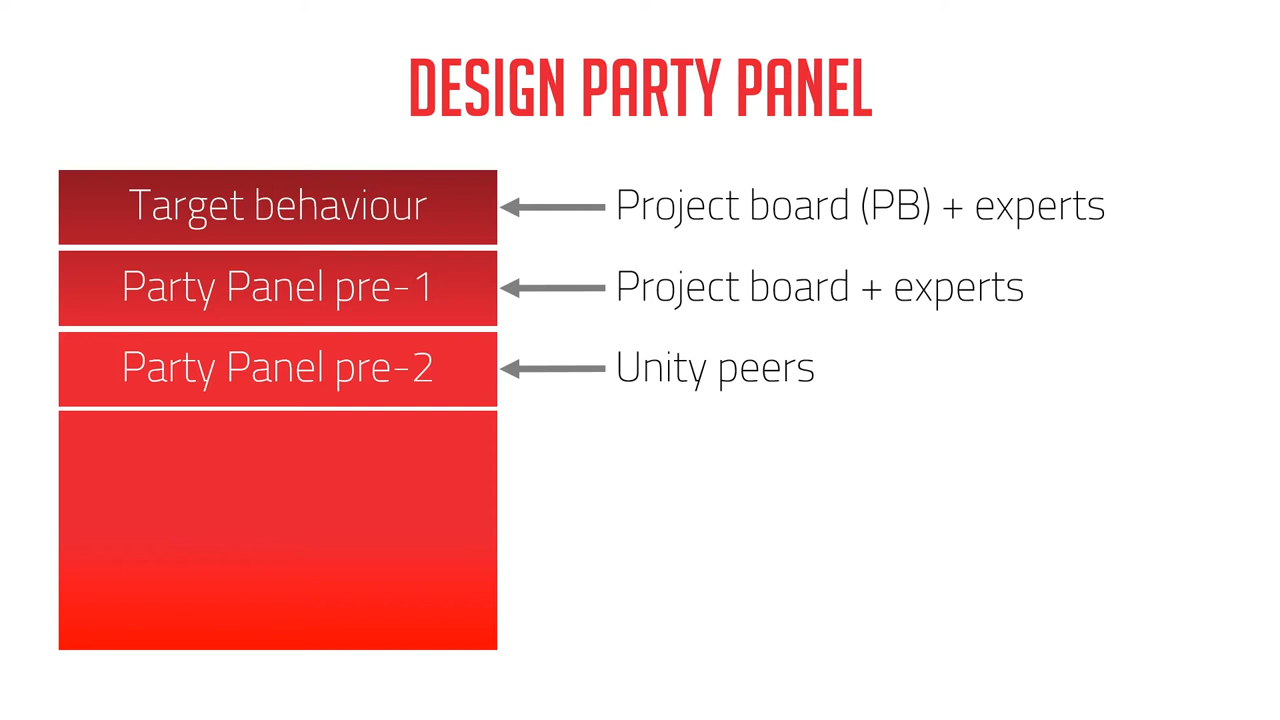 DESIGN PARTY PANEL
Target behaviour
Project board (PB) + experts
Party Panel pre-1
Project board + experts
Party Panel pre-2
Unity peers